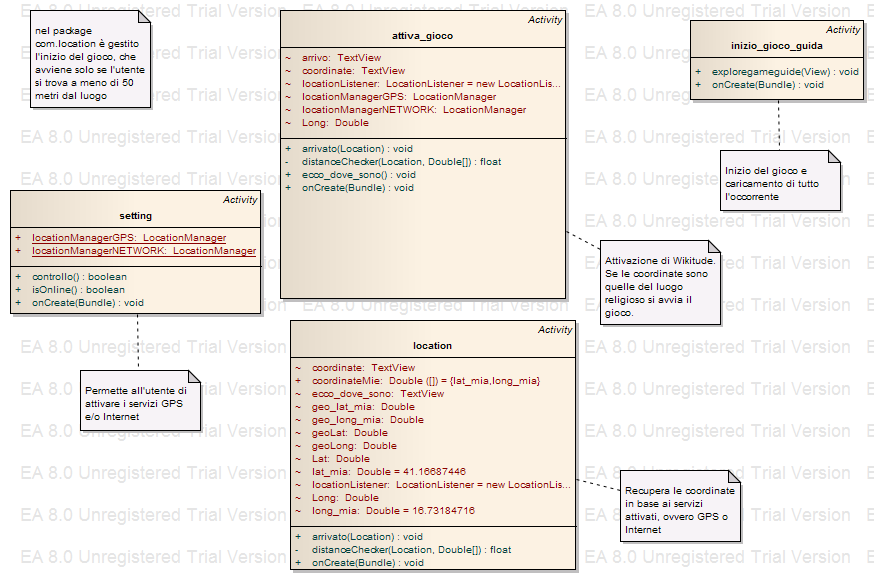 nel package
com.location è gestito
l'inizio del gioco, che
avviene solo se l'utente
si trova a meno di 50
metri dal luogo
Activity
attiva_gioco
~ arrivo: TextView
~ coordinate: TextView
~ locationListener: LocationListener = new LocationLis...
~ locationManagerGPS: LocationManager
~ locationManagerNETWORK: LocationManager
~ Long: Double
+ arrivato(Location) : void
- distanceChecker(Location, Double[]) : float
+ ecco_dove_sono() : void
+ onCreate(Bundle) : void
Activity
inizio_gioco_guida
+ exploregameguide(View) : void
+ onCreate(Bundle) : void
Inizio del gioco e
caricamento di tutto
l'occorrente
Activity
setting
+ locationManagerGPS: LocationManager
+ locationManagerNETWORK: LocationManager
+ controllo() : boolean
+ isOnline() : boolean
+ onCreate(Bundle) : void
Attivazione di Wikitude.
Se le coordinate sono
quelle del luogo
religioso si avvia il
gioco.
Permette all'utente di
attivare i servizi GPS
e/o Internet
Activity
location
~ coordinate: TextView
+ coordinateMie: Double ([]) = {lat_mia,long_mia}
~ ecco_dove_sono: TextView
~ geo_lat_mia: Double
~ geo_long_mia: Double
~ geoLat: Double
~ geoLong: Double
~ Lat: Double
~ lat_mia: Double = 41.16687446
~ locationListener: LocationListener = new LocationLis...
~ Long: Double
~ long_mia: Double = 16.73184716
+ arrivato(Location) : void
- distanceChecker(Location, Double[]) : float
+ onCreate(Bundle) : void
Recupera le coordinate
in base ai servizi
attivati, ovvero GPS o
Internet
EA 8.0 Unregistered Trial Version